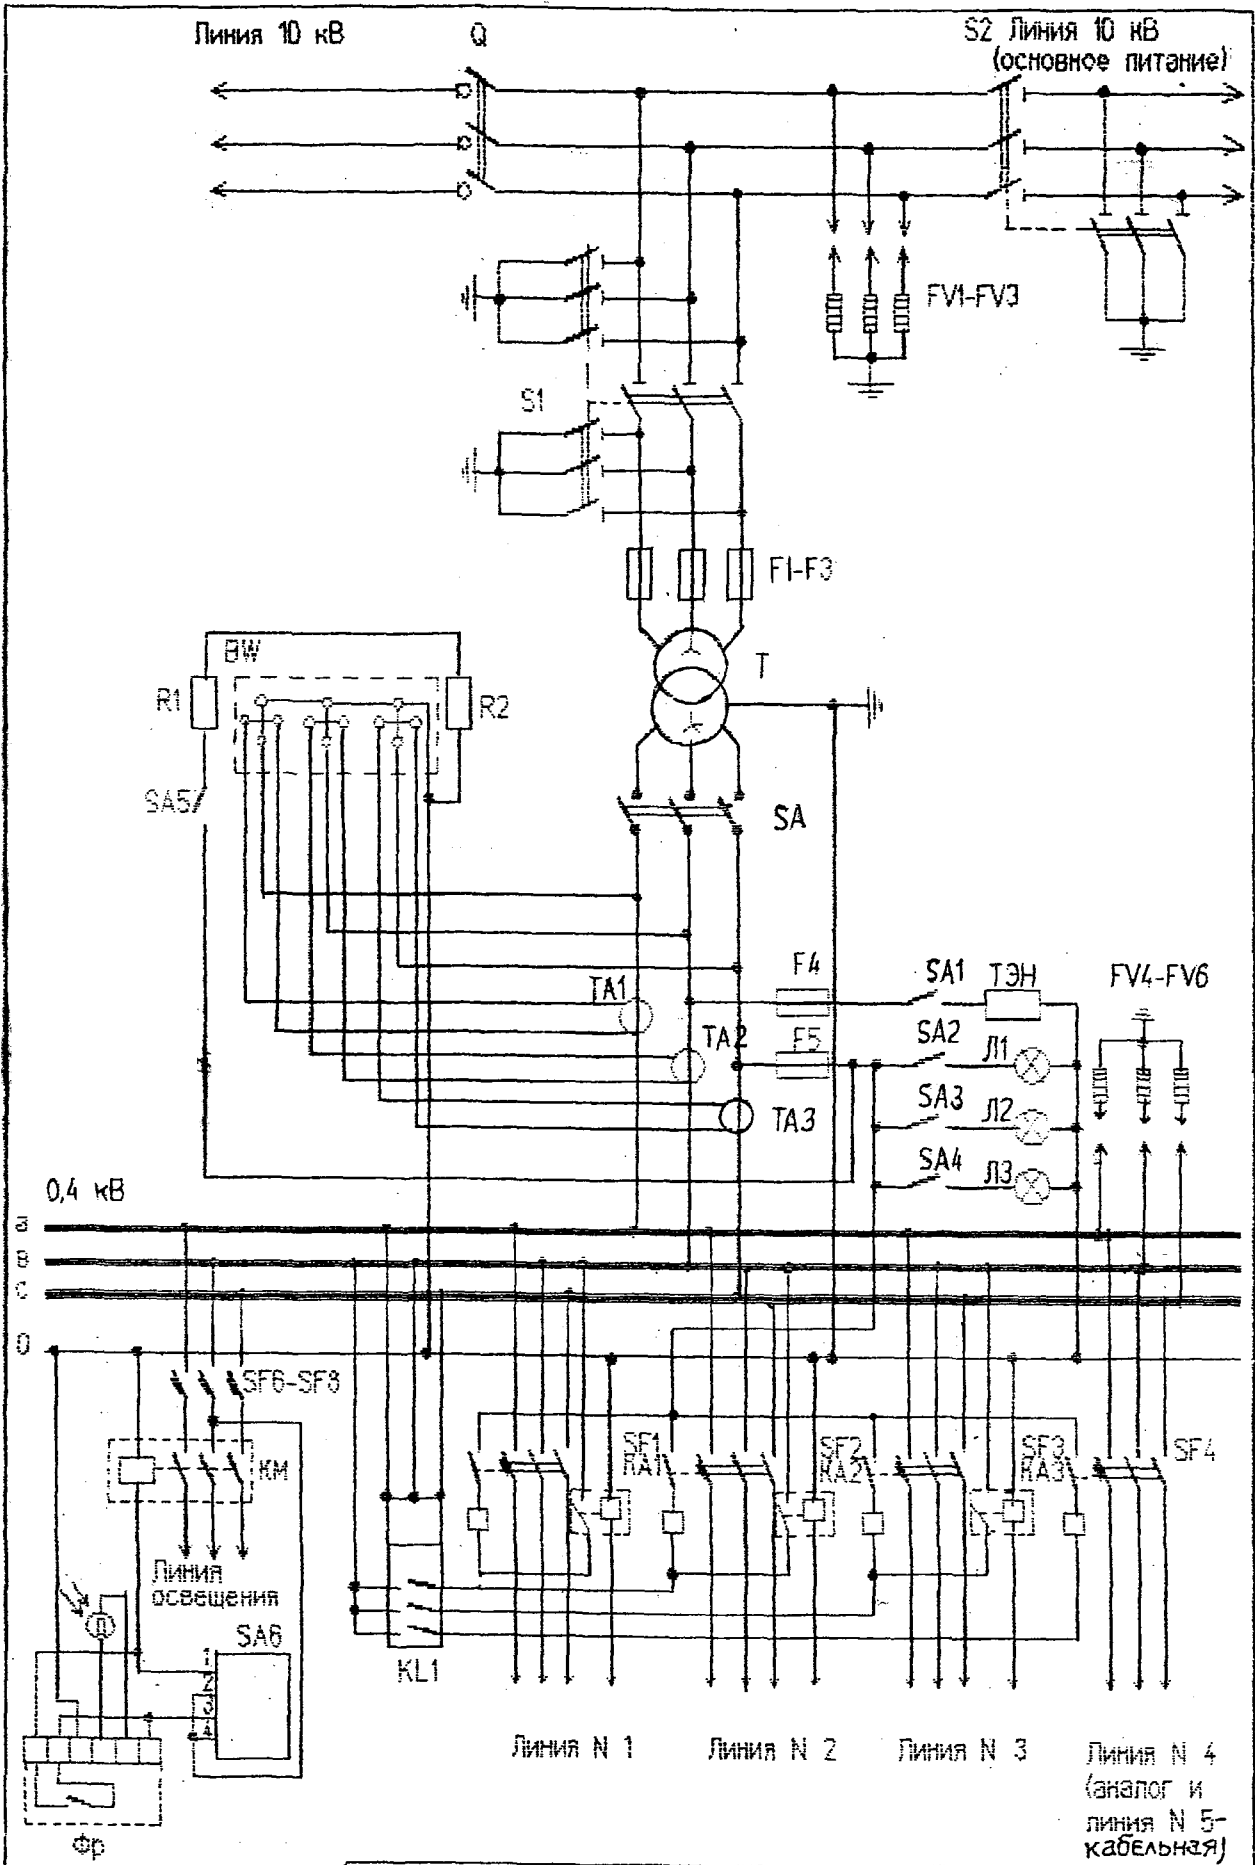 Линия 10 кВ
Q
S2 Линия 10 кВ
(основное питание)
FV1-FV3
S1
F1-F3
T
BW
R1
R2
SA5
SA
TA1
F4
SA1
ТЭН
FV4-FV6
TA2
F5
SA2
Л1
TA3
SA3
Л2
SA4
Л3
0,4 кВ
a
B
C
0
SF6-SF8
KM
SF1
KA1
SF2
KA2
SF3
KA3
SF4
Линия
освещения
SA6
1
2
3
4
KL1
Линия N 1
Линия N 2
Линия N 3
Линия N 4
(аналог и
линия N 5-
кабельная)
Фр